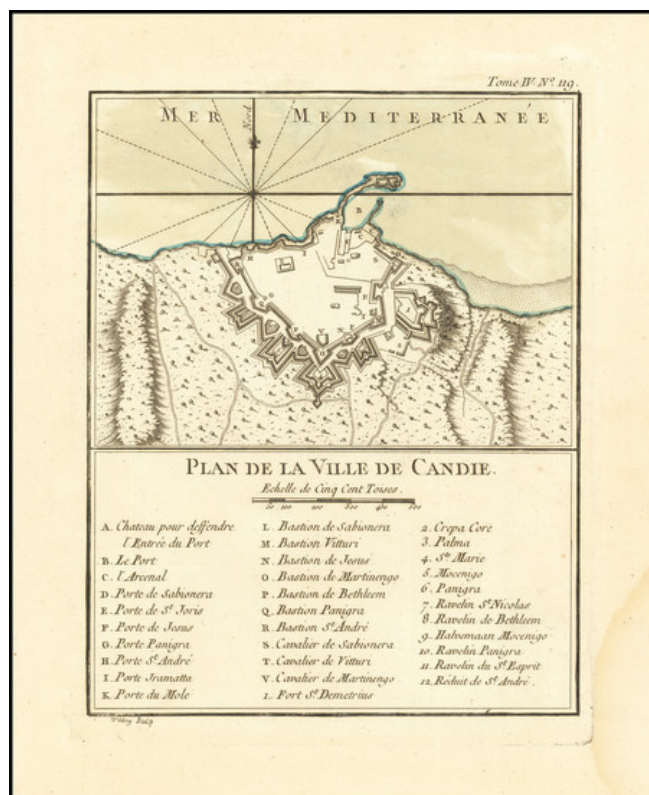 Tome IV. N.º 119.
MER MEDITERRANÉE
Nord
PLAN DE LA VILLE DE CANDIE.
Echelle de Cinq Cent Toises.
A. Chateau pour deffendre
l'Entrée du Port
B. Le Port
C. l'Arcenal
D. Porte de Sabionera
E. Porte de S.t Joris
F. Porte de Jesus
G. Porte Panigra
H. Porte S.t André
I. Porte Sramatta
K. Porte du Mole
L. Bastion de Sabionera
M. Bastion Vitturi
N. Bastion de Jesus
O. Bastion de Martinengo
P. Bastion de Bethleem
Q. Bastion Panigra
R. Bastion S.t André
S. Cavalier de Sabionera
T. Cavalier de Vitturi
V. Cavalier de Martinengo
1. Fort S.t Demetrius
2. Crepa Core
3. Palma
4. S.te Marie
5. Mocenigo
6. Panigra
7. Ravelin S.t Nicolas
8. Ravelin de Bethleem
9. Halvemaan Mocenigo
10. Ravelin Panigra
11. Ravelin du S.t Esprit
12. Réduit de S.t André.